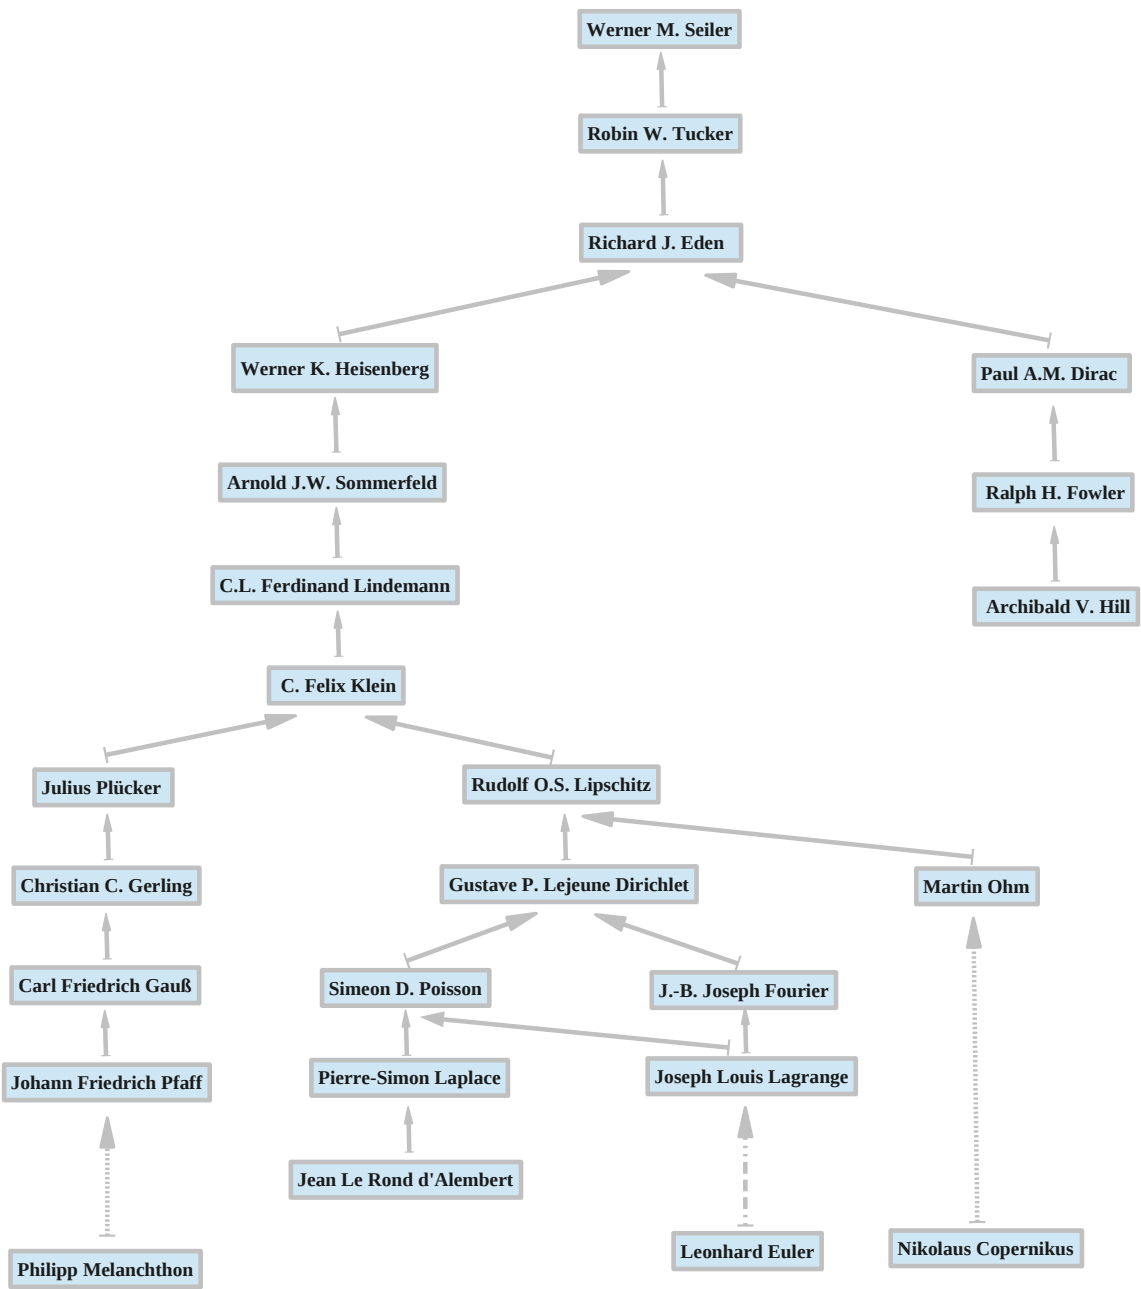 Werner M. Seiler
Robin W. Tucker
Richard J. Eden
Werner K. Heisenberg
Paul A.M. Dirac
Arnold J.W. Sommerfeld
Ralph H. Fowler
C.L. Ferdinand Lindemann
Archibald V. Hill
C. Felix Klein
Julius Plücker
Rudolf O.S. Lipschitz
Christian C. Gerling
Gustave P. Lejeune Dirichlet
Martin Ohm
Carl Friedrich Gauß
Simeon D. Poisson
J.-B. Joseph Fourier
Johann Friedrich Pfaff
Pierre-Simon Laplace
Joseph Louis Lagrange
Jean Le Rond d'Alembert
Philipp Melanchthon
Leonhard Euler
Nikolaus Copernikus